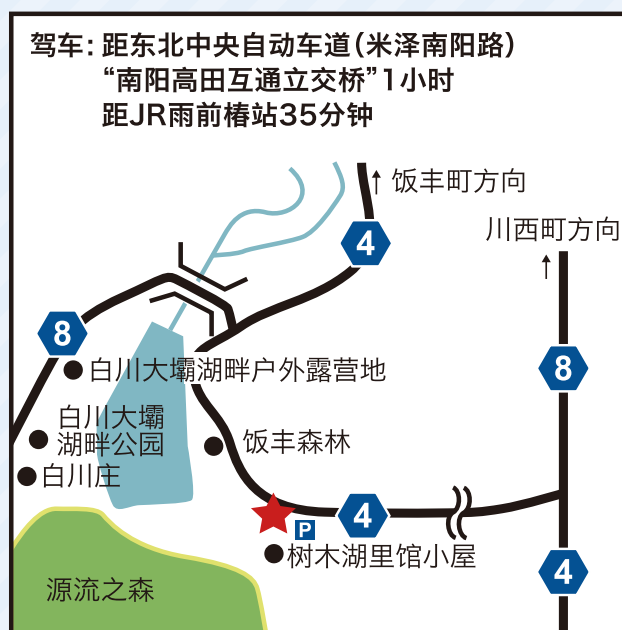 驾车：距东北中央自动车道（米泽南阳路）
“南阳高田互通立交桥”1小时
距JR雨前椿站35分钟
↑饭丰町方向
川西町方向
↑
4
8
8
白川大壩湖畔户外露营地
白川大壩
湖畔公园
饭丰森林
白川庄
4
P
树木湖里馆小屋
4
源流之森